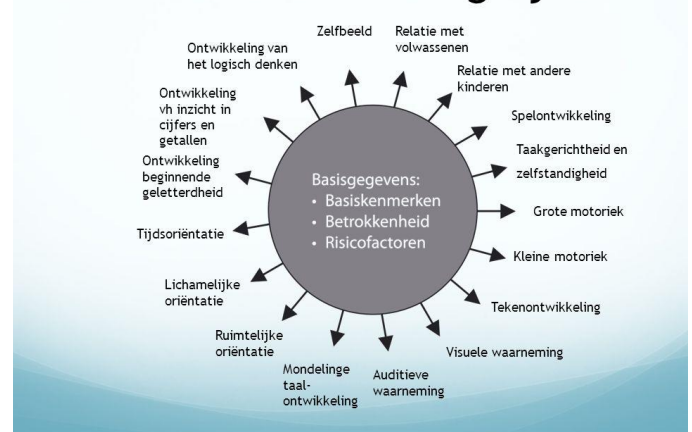 Zelfbeeld
Relatie met
volwassenen
Relatie met andere
kinderen
Spelontwikkeling
Taakgerichtheid en
zelfstandigheid
Grote motoriek
Kleine motoriek
Tekenontwikkeling
Visuele waarneming
Auditieve
waarneming
Mondelinge
taal-
ontwikkeling
Ruimtelijke
oriëntatie
Lichamelijke
oriëntatie
Tijdsoriëntatie
Ontwikkeling
beginnende
geletterdheid
Ontwikkeling
vh inzicht in
cijfers en
getallen
Ontwikkeling van
het logisch denken
Basisgegevens:
• Basiskenmerken
• Betrokkenheid
• Risicofactoren